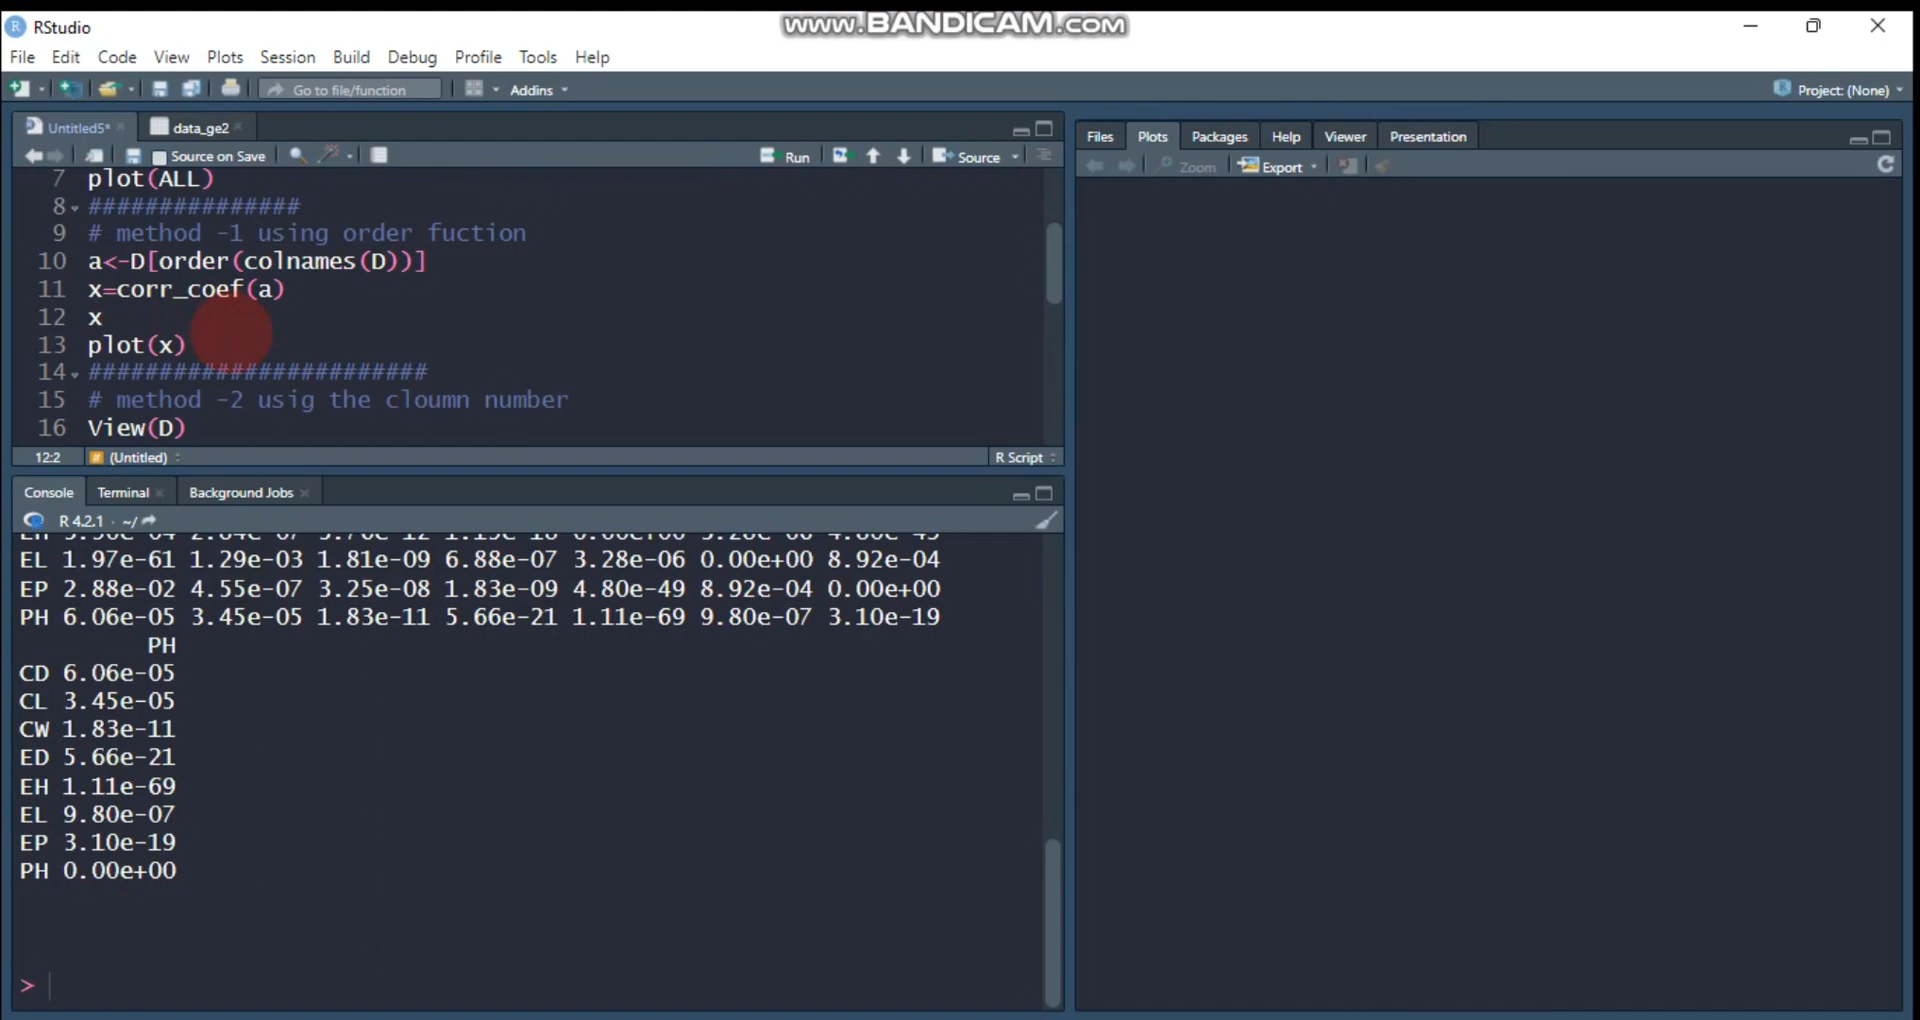 www.BANDICAM.com
RStudio
File Edit Code View Plots Session Build Debug Profile Tools Help
Go to file/function Addins Project: (None)
Untitled5* data_ge2
Source on Save Run Source
7 plot(ALL)
8 ###############
9 # method -1 using order fuction
10 a<-D[order(colnames(D))]
11 x=corr_coef(a)
12 x
13 plot(x)
14 ########################
15 # method -2 usig the cloumn number
16 View(D)
12:2 (Untitled) R Script
Console Terminal Background Jobs
R 4.2.1 · ~/
EL 1.97e-61 1.29e-03 1.81e-09 6.88e-07 3.28e-06 0.00e+00 8.92e-04
EP 2.88e-02 4.55e-07 3.25e-08 1.83e-09 4.80e-49 8.92e-04 0.00e+00
PH 6.06e-05 3.45e-05 1.83e-11 5.66e-21 1.11e-69 9.80e-07 3.10e-19
PH
CD 6.06e-05
CL 3.45e-05
CW 1.83e-11
ED 5.66e-21
EH 1.11e-69
EL 9.80e-07
EP 3.10e-19
PH 0.00e+00
>
Files Plots Packages Help Viewer Presentation
Zoom Export